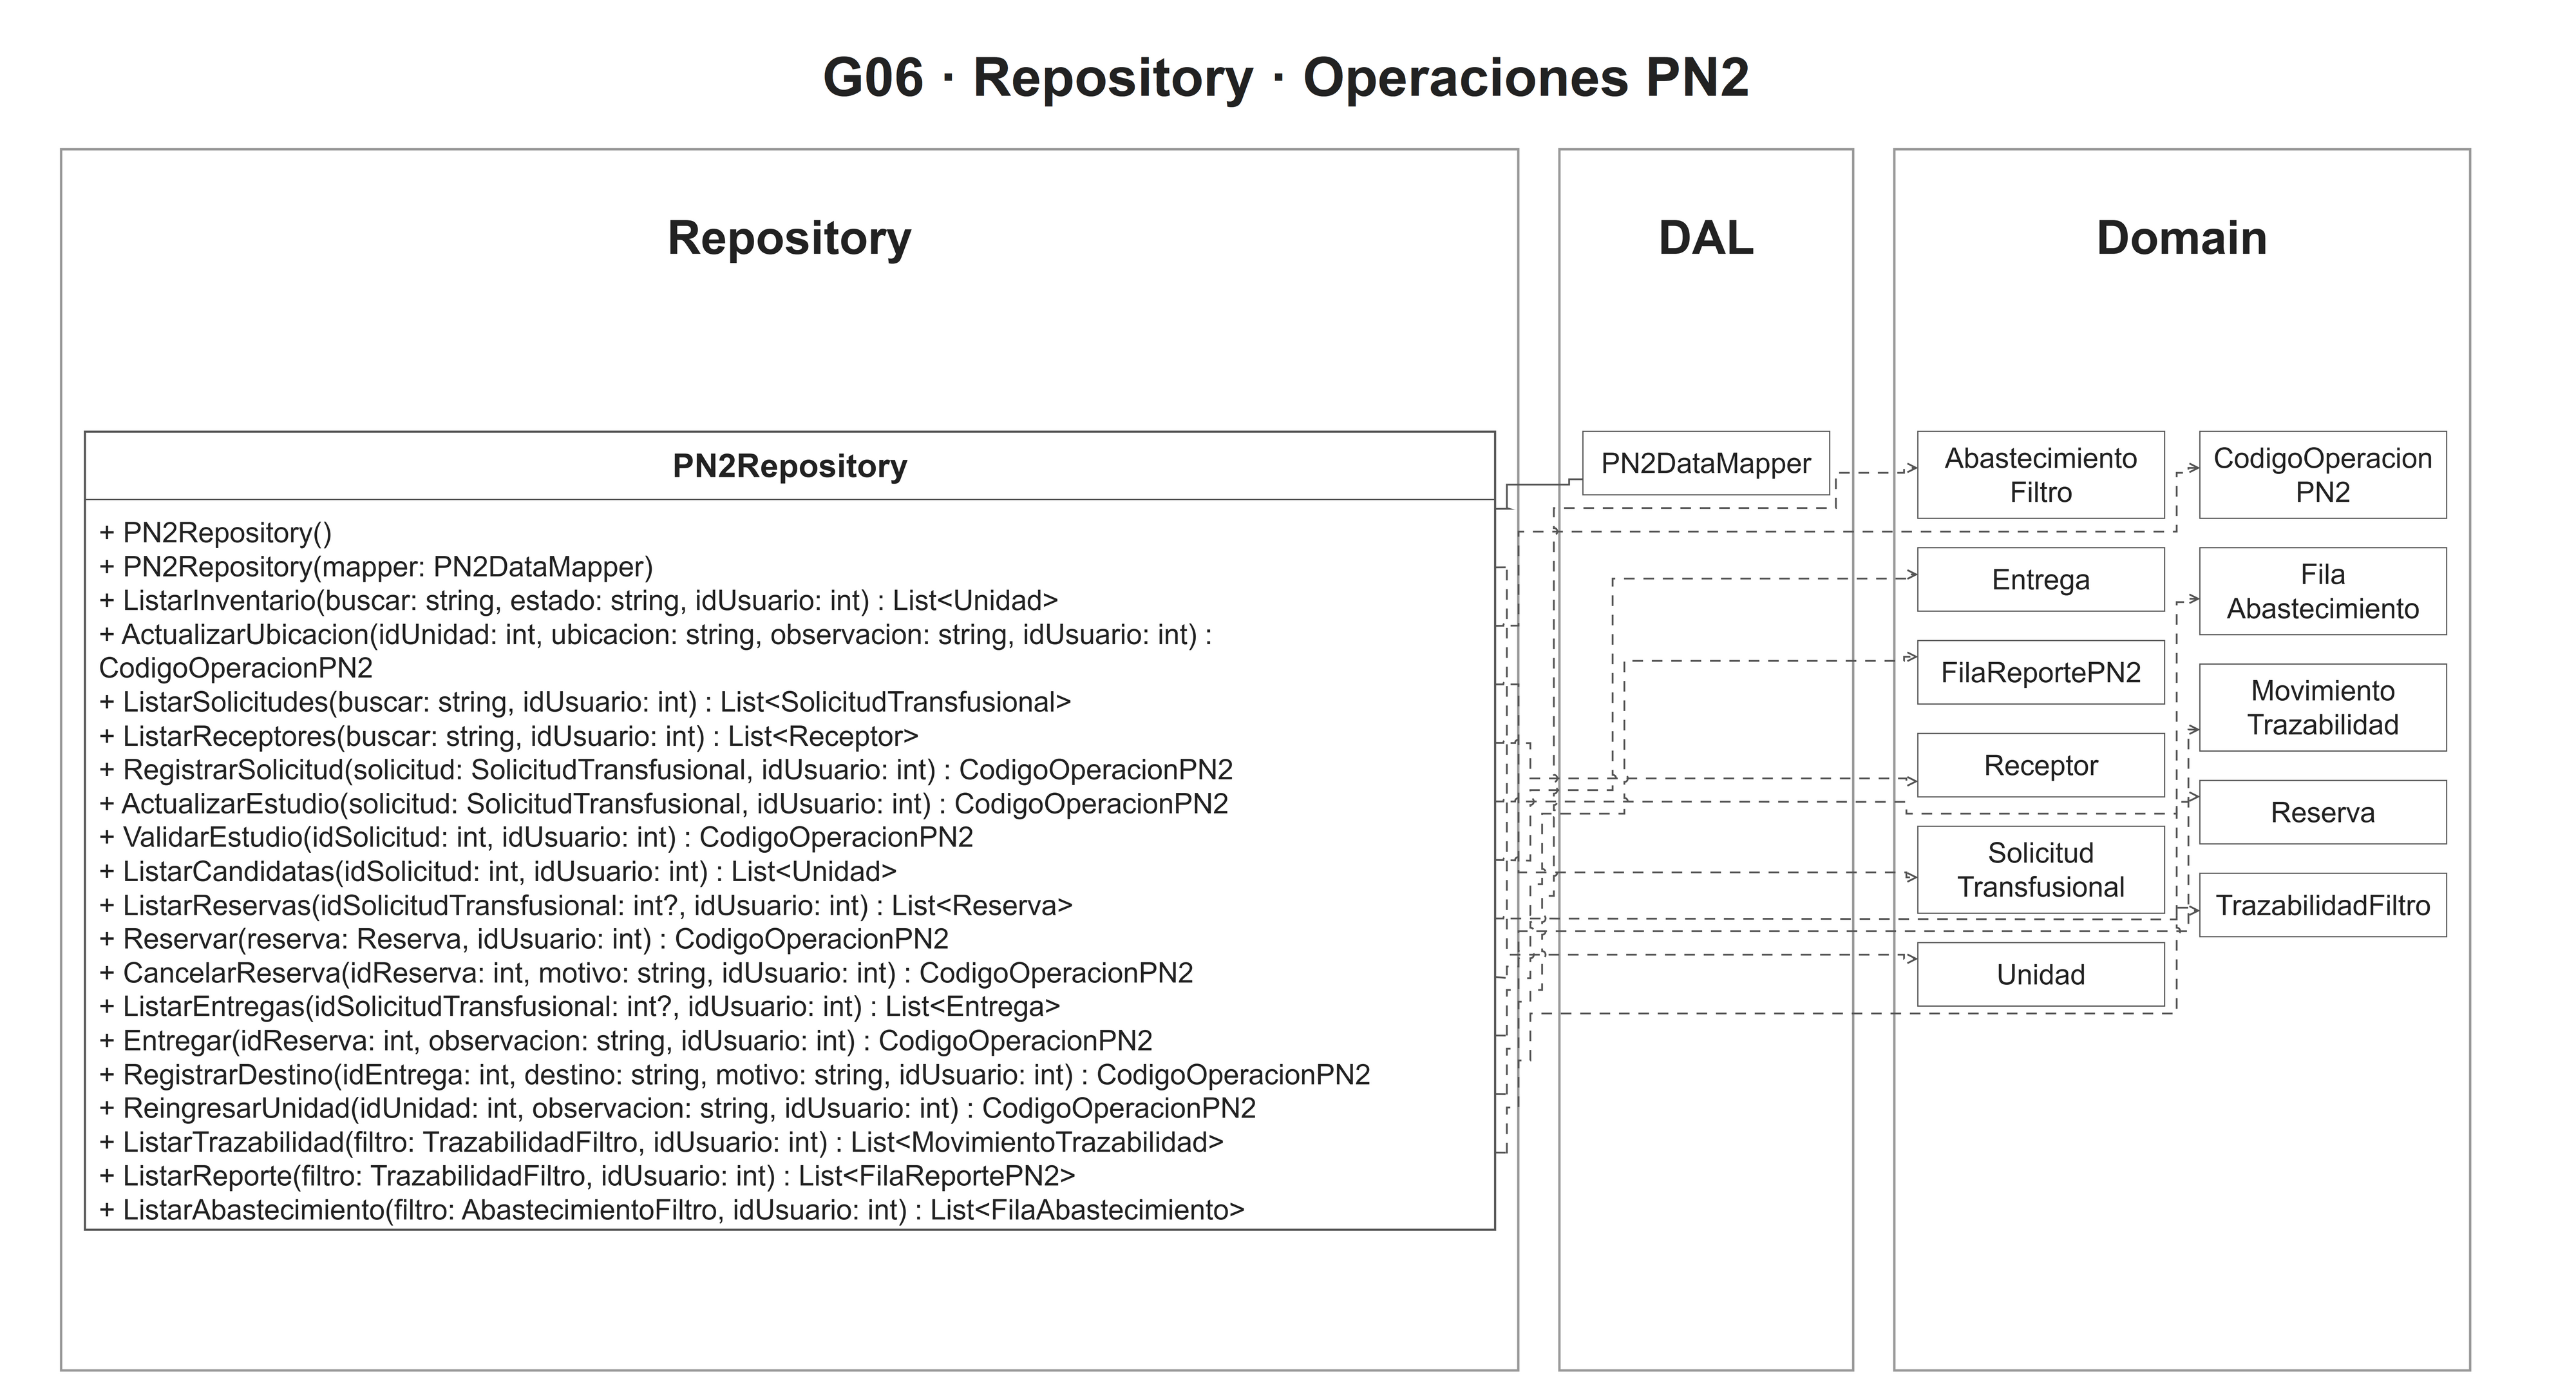 G06 · Repository · Operaciones PN2
Repository
DAL
Domain
PN2Repository
+ PN2Repository()
+ PN2Repository(mapper: PN2DataMapper)
+ ListarInventario(buscar: string, estado: string, idUsuario: int) : List<Unidad>
+ ActualizarUbicacion(idUnidad: int, ubicacion: string, observacion: string, idUsuario: int) :
CodigoOperacionPN2
+ ListarSolicitudes(buscar: string, idUsuario: int) : List<SolicitudTransfusional>
+ ListarReceptores(buscar: string, idUsuario: int) : List<Receptor>
+ RegistrarSolicitud(solicitud: SolicitudTransfusional, idUsuario: int) : CodigoOperacionPN2
+ ActualizarEstudio(solicitud: SolicitudTransfusional, idUsuario: int) : CodigoOperacionPN2
+ ValidarEstudio(idSolicitud: int, idUsuario: int) : CodigoOperacionPN2
+ ListarCandidatas(idSolicitud: int, idUsuario: int) : List<Unidad>
+ ListarReservas(idSolicitudTransfusional: int?, idUsuario: int) : List<Reserva>
+ Reservar(reserva: Reserva, idUsuario: int) : CodigoOperacionPN2
+ CancelarReserva(idReserva: int, motivo: string, idUsuario: int) : CodigoOperacionPN2
+ ListarEntregas(idSolicitudTransfusional: int?, idUsuario: int) : List<Entrega>
+ Entregar(idReserva: int, observacion: string, idUsuario: int) : CodigoOperacionPN2
+ RegistrarDestino(idEntrega: int, destino: string, motivo: string, idUsuario: int) : CodigoOperacionPN2
+ ReingresarUnidad(idUnidad: int, observacion: string, idUsuario: int) : CodigoOperacionPN2
+ ListarTrazabilidad(filtro: TrazabilidadFiltro, idUsuario: int) : List<MovimientoTrazabilidad>
+ ListarReporte(filtro: TrazabilidadFiltro, idUsuario: int) : List<FilaReportePN2>
+ ListarAbastecimiento(filtro: AbastecimientoFiltro, idUsuario: int) : List<FilaAbastecimiento>
PN2DataMapper
Abastecimiento
Filtro
Entrega
FilaReportePN2
Receptor
Solicitud
Transfusional
Unidad
CodigoOperacion
PN2
Fila
Abastecimiento
Movimiento
Trazabilidad
Reserva
TrazabilidadFiltro